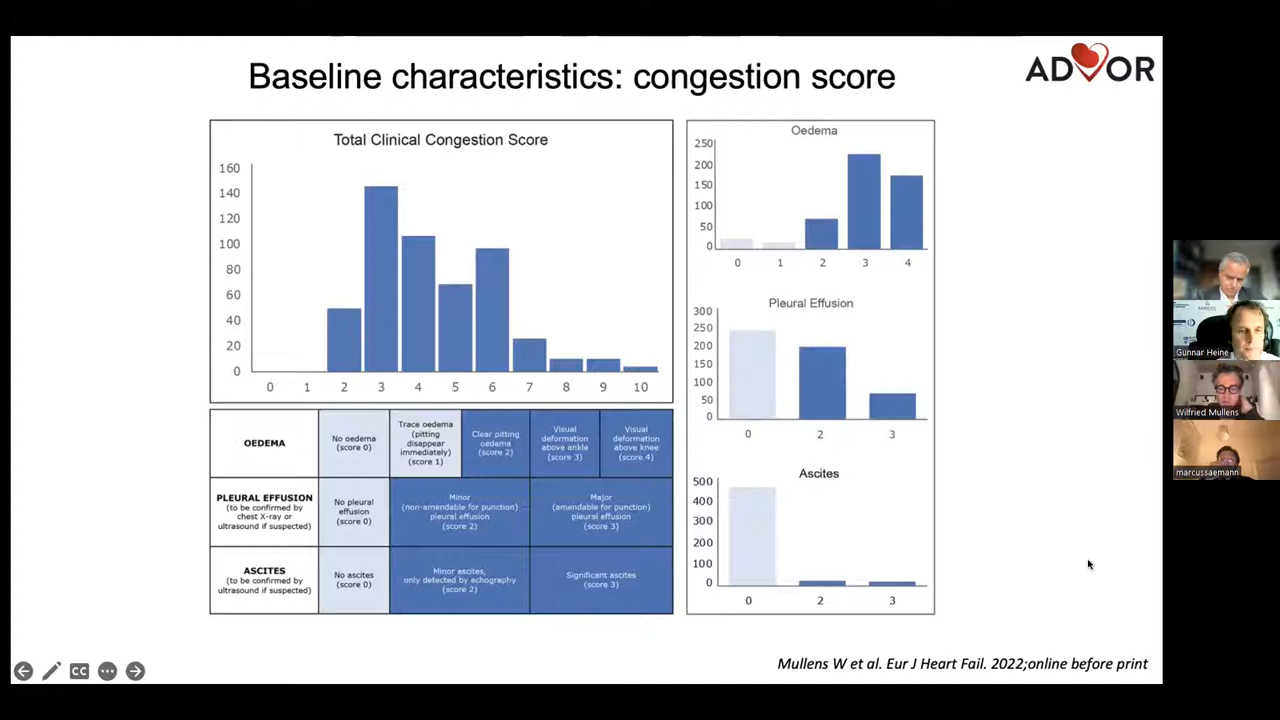 Baseline characteristics: congestion score
ADVOR
Total Clinical Congestion Score
160
140
120
100
80
60
40
20
0
0 1 2 3 4 5 6 7 8 9 10
Oedema
250
200
150
100
50
0
0 1 2 3 4
Pleural Effusion
300
250
200
150
100
50
0
0 2 3
Ascites
500
400
300
200
100
0
0 2 3
OEDEMA
No oedema
(score 0)
Trace oedema
(pitting
disappear
immediately)
(score 1)
Clear pitting
oedema
(score 2)
Visual
deformation
above ankle
(score 3)
Visual
deformation
above knee
(score 4)
PLEURAL EFFUSION
(to be confirmed by
chest X-ray or
ultrasound if suspected)
No pleural
effusion
(score 0)
Minor
(non-amendable for punction)
pleural effusion
(score 2)
Major
(amendable for punction)
pleural effusion
(score 3)
ASCITES
(to be confirmed by
ultrasound if suspected)
No ascites
(score 0)
Minor ascites,
only detected by echography
(score 2)
Significant ascites
(score 3)
Mullens W et al. Eur J Heart Fail. 2022;online before print
CC
Gunnar Heine
Wilfried Mullens
marcussaemann